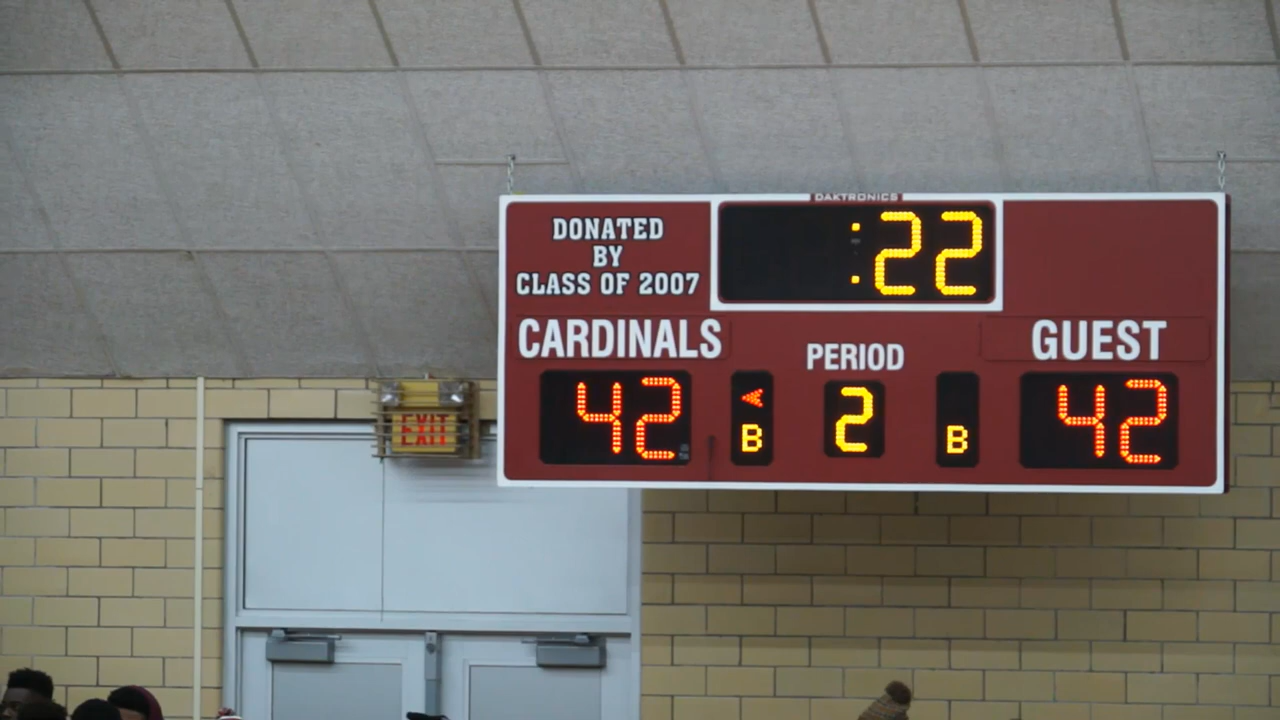 DAKTRONICS
DONATED
BY
CLASS OF 2007
:22
CARDINALS
PERIOD
GUEST
42
B
2
B
42
EXIT